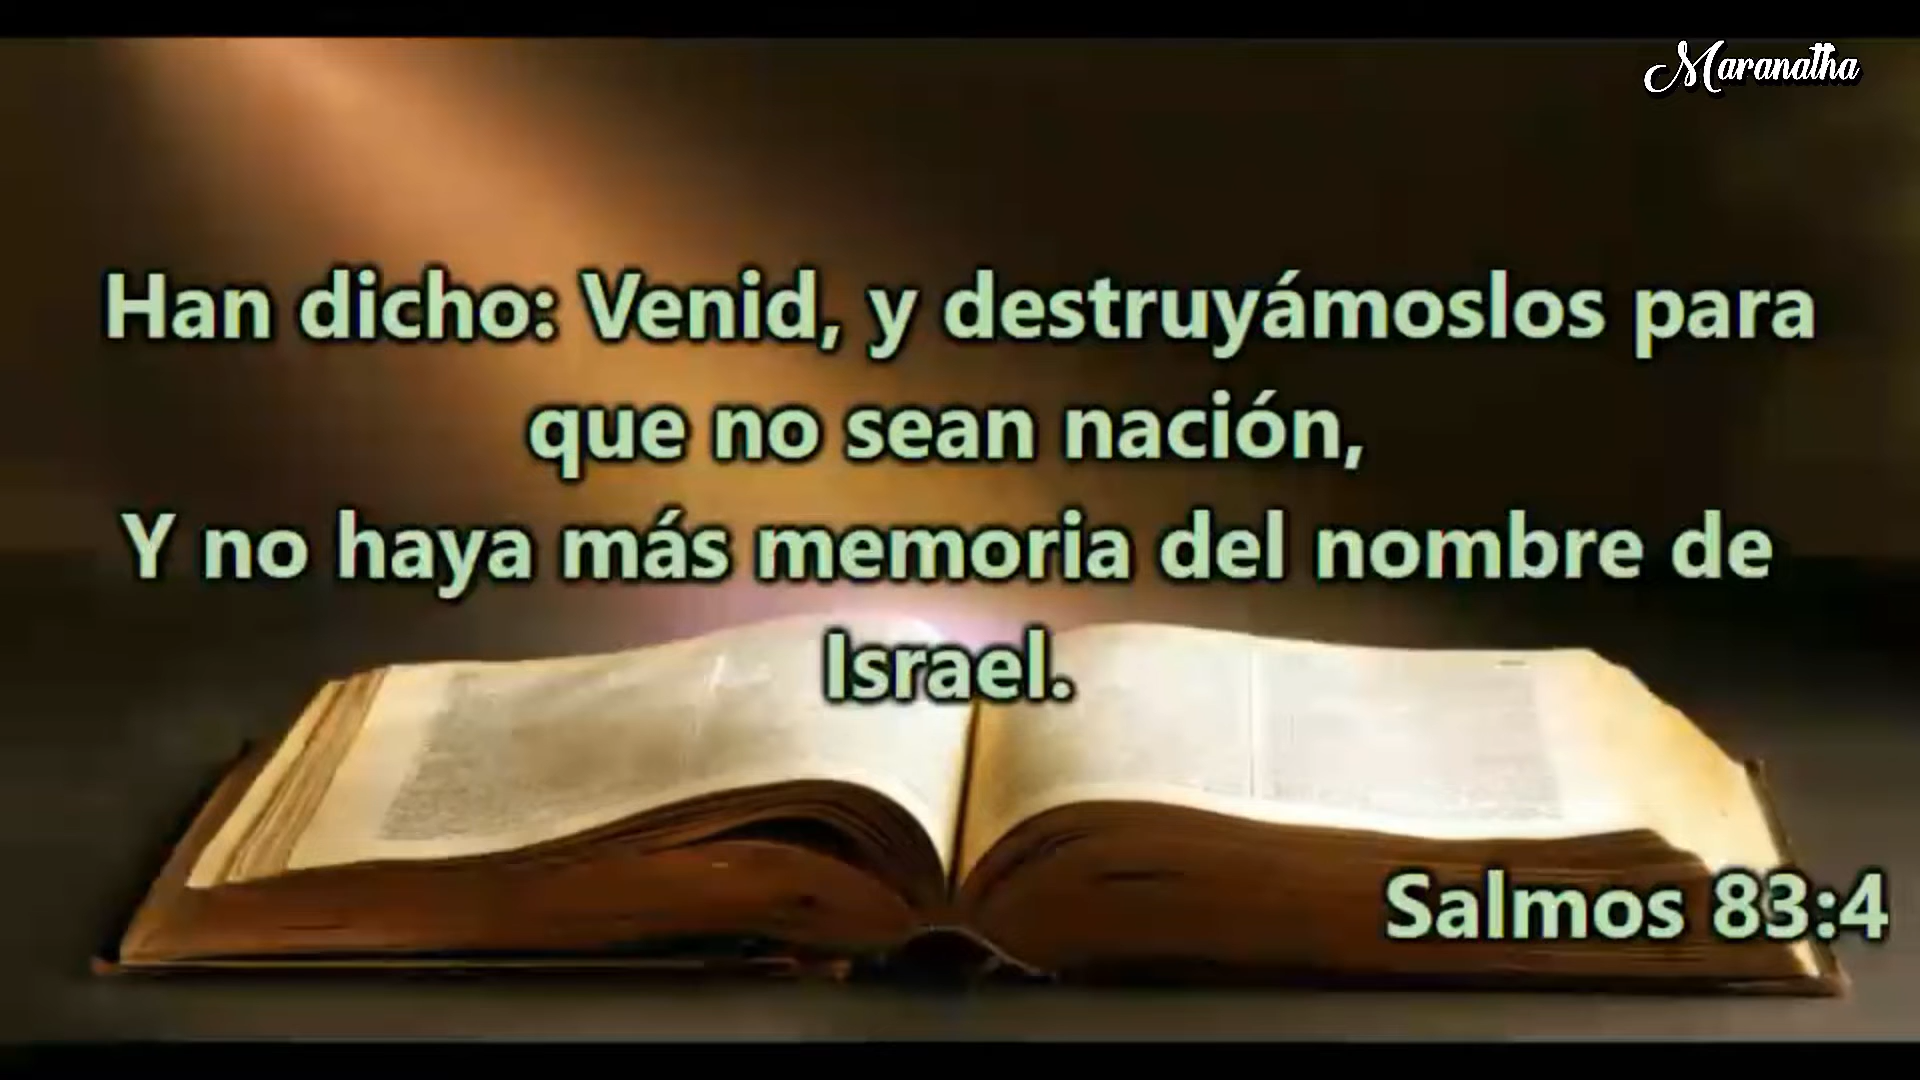 Maranatha
Han dicho: Venid, y destruyámoslos para
que no sean nación,
Y no haya más memoria del nombre de
Israel.
Salmos 83:4